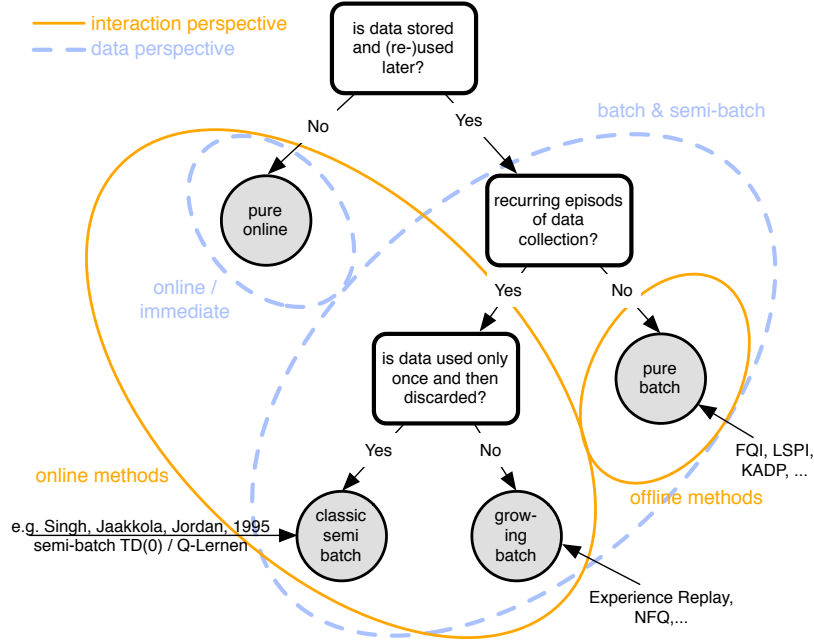 interaction perspective
data perspective
is data stored
and (re-)used
later?
No
Yes
batch & semi-batch
pure
online
recurring episods
of data
collection?
online /
immediate
Yes
No
is data used only
once and then
discarded?
pure
batch
Yes
No
FQI, LSPI,
KADP, ...
online methods
offline methods
e.g. Singh, Jaakkola, Jordan, 1995
semi-batch TD(0) / Q-Lernen
classic
semi
batch
grow-
ing
batch
Experience Replay,
NFQ,...